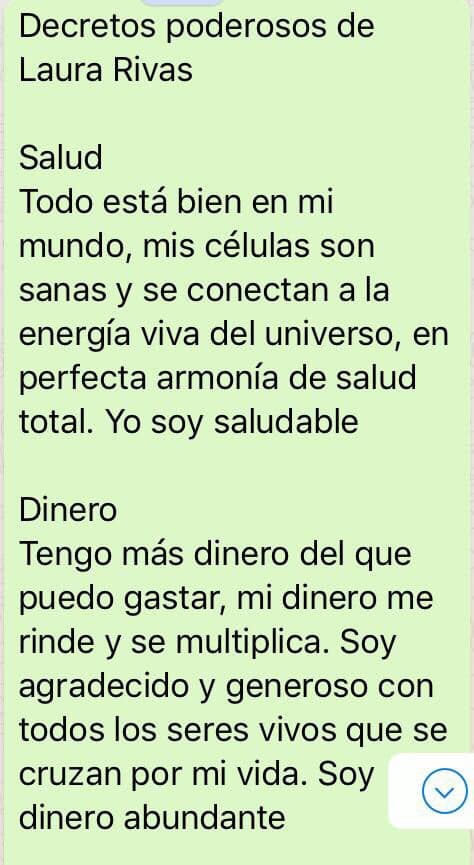 Decretos poderosos de
Laura Rivas
Salud
Todo está bien en mi
mundo, mis células son
sanas y se conectan a la
energía viva del universo, en
perfecta armonía de salud
total. Yo soy saludable
Dinero
Tengo más dinero del que
puedo gastar, mi dinero me
rinde y se multiplica. Soy
agradecido y generoso con
todos los seres vivos que se
cruzan por mi vida. Soy
dinero abundante